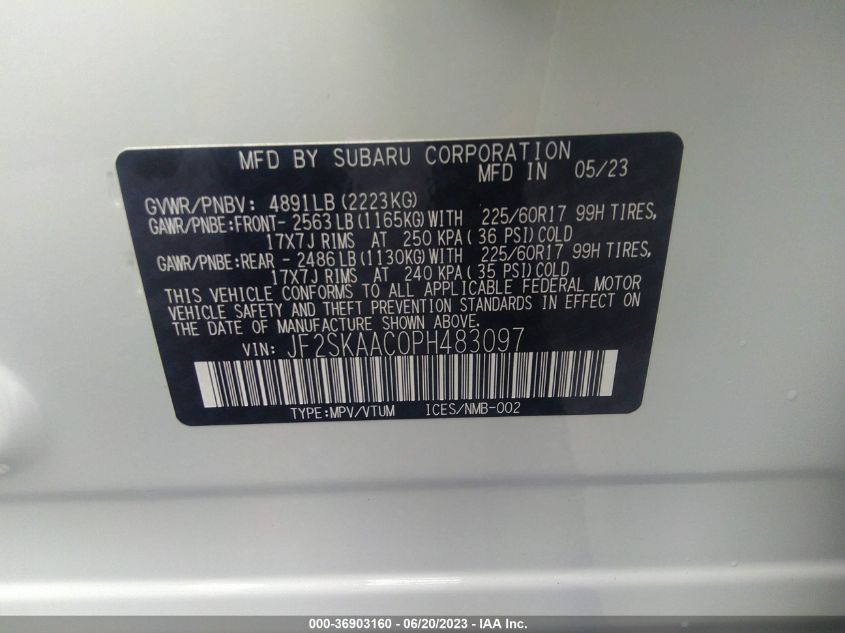 MFD BY SUBARU CORPORATION
MFD IN 05/23
GVWR/PNBV: 4891LB (2223KG)
GAWR/PNBE:FRONT- 2563 LB (1165KG) WITH 225/60R17 99H TIRES,
17X7J RIMS AT 250 KPA (36 PSI) COLD
GAWR/PNBE:REAR - 2486 LB (1130KG) WITH 225/60R17 99H TIRES,
17X7J RIMS AT 240 KPA (35 PSI) COLD
THIS VEHICLE CONFORMS TO ALL APPLICABLE FEDERAL MOTOR
VEHICLE SAFETY AND THEFT PREVENTION STANDARDS IN EFFECT ON
THE DATE OF MANUFACTURE SHOWN ABOVE.
VIN: JF2SKAAC0PH483097
TYPE:MPV/VTUM ICES/NMB-002
000-36903160 - 06/20/2023 - IAA Inc.